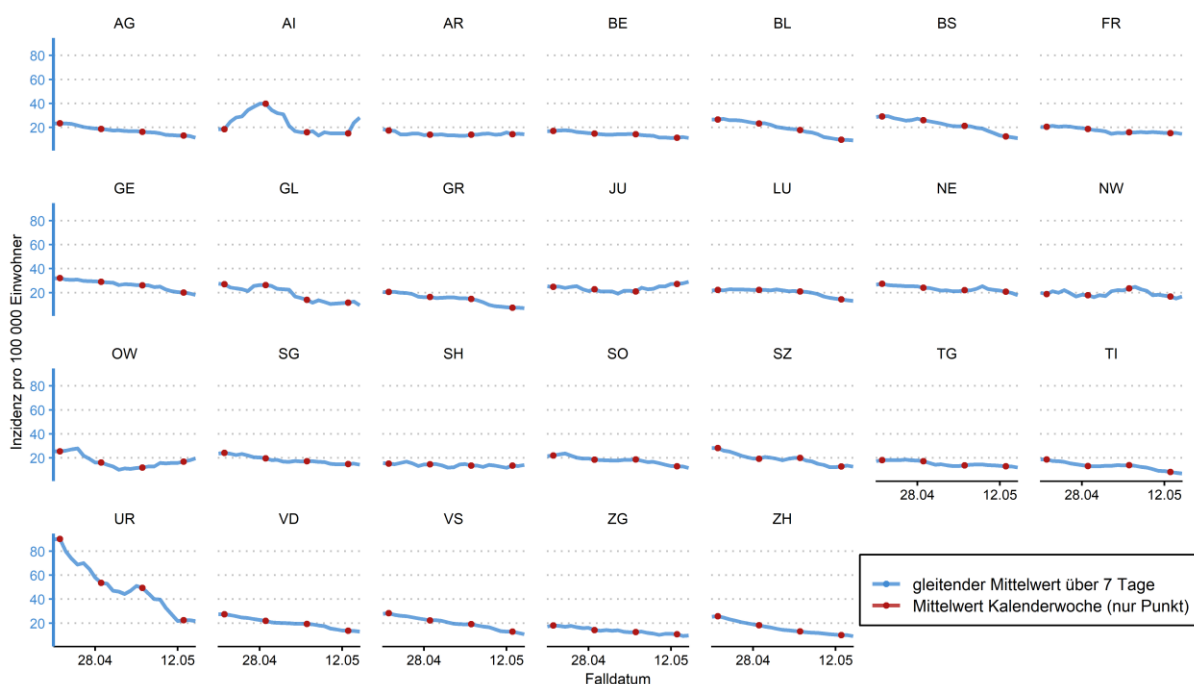 AG AI AR BE BL BS FR
80
60
40
20
GE GL GR JU LU NE NW
80
60
40
20
Inzidenz pro 100 000 Einwohner
OW SG SH SO SZ TG TI
80
60
40
20
28.04 12.05 28.04 12.05
UR VD VS ZG ZH
80
60
40
20
gleitender Mittelwert über 7 Tage
Mittelwert Kalenderwoche (nur Punkt)
28.04 12.05 28.04 12.05 28.04 12.05 28.04 12.05 28.04 12.05
Falldatum